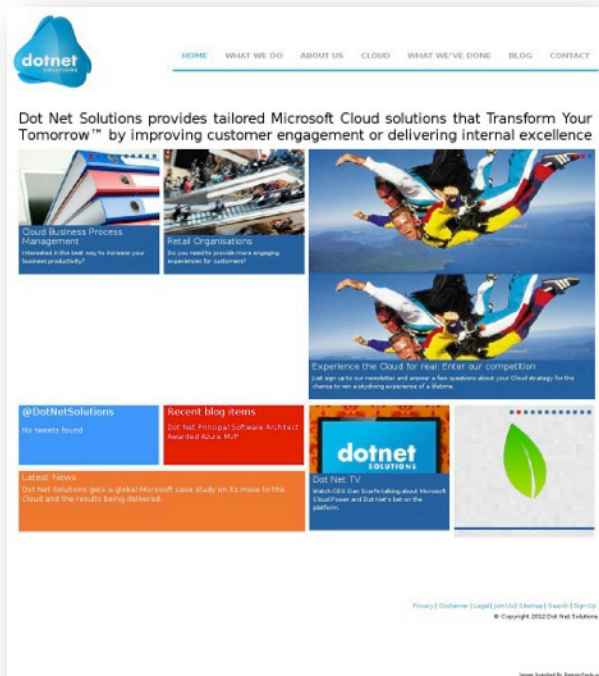 dotnet
SOLUTIONS
HOME WHAT WE DO ABOUT US CLOUD WHAT WE'VE DONE BLOG CONTACT
Dot Net Solutions provides tailored Microsoft Cloud solutions that Transform Your
Tomorrow™ by improving customer engagement or delivering internal excellence
Cloud Business Process
Management
Interested in the best way to increase your
business productivity?
Retail Organisations
Do you need to provide more engaging
experiences for customers?
Experience the Cloud for real: Enter our competition
Just sign up to our newsletter and answer a few questions about your Cloud strategy for the
chance to win a skydiving experience of a lifetime.
@DotNetSolutions
No tweets found
Recent blog items
Dot Net Principal Software Architect
Awarded Azure MVP
Latest News
Dot Net Solutions gets a global Microsoft case study on its move to the
Cloud and the results being delivered.
dotnet
SOLUTIONS
Dot Net TV
Watch CEO Dan Scarfe talking about Microsoft
Cloud Power and Dot Net's bet on the
platform.
Privacy | Disclaimer | Legal | Join Us | Sitemap | Search | Sign Up
© Copyright 2012 Dot Net Solutions
Image Supplied By DomainTools.com